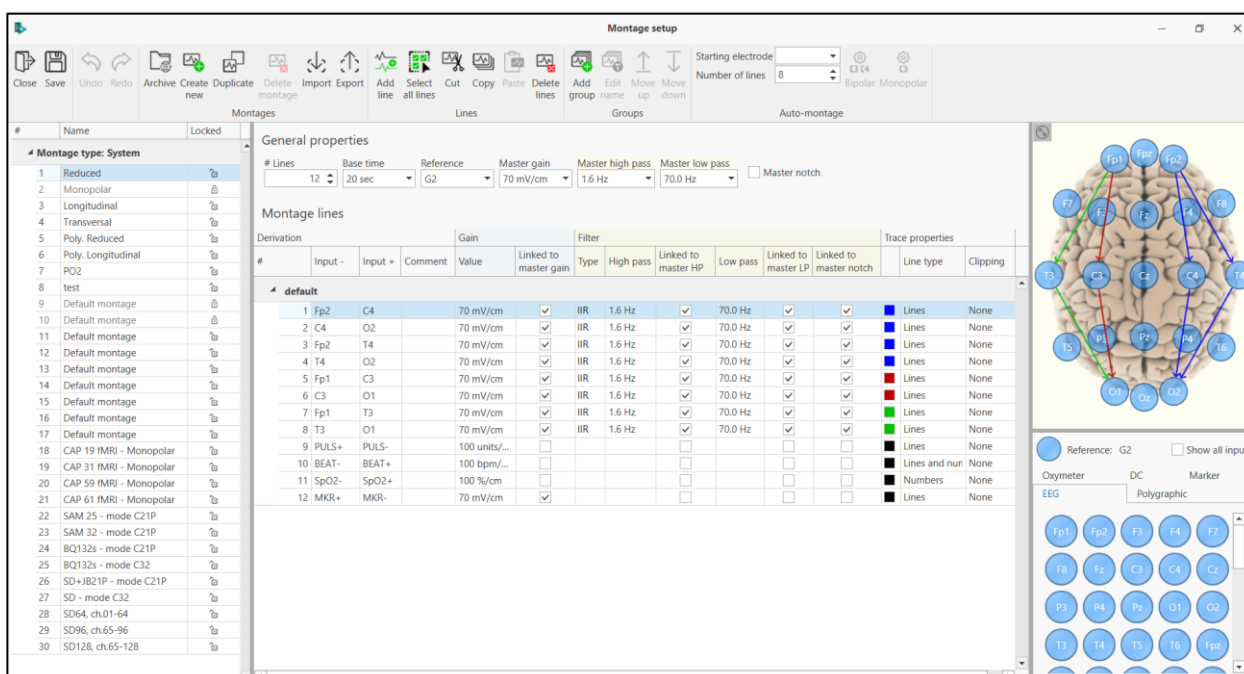 Montage setup
Close Save Undo Redo Archive Create new Duplicate Delete montage Import Export Add line Select all lines Cut Copy Paste Delete lines Add group Edit name Move up Move down
Starting electrode
Number of lines 8
C3 C4 Bipolar C3 Monopolar
Montages Lines Groups Auto-montage
# Name Locked
Montage type: System
1 Reduced
2 Monopolar
3 Longitudinal
4 Transversal
5 Poly. Reduced
6 Poly. Longitudinal
7 PO2
8 test
9 Default montage
10 Default montage
11 Default montage
12 Default montage
13 Default montage
14 Default montage
15 Default montage
16 Default montage
17 Default montage
18 CAP 19 fMRI - Monopolar
19 CAP 31 fMRI - Monopolar
20 CAP 59 fMRI - Monopolar
21 CAP 61 fMRI - Monopolar
22 SAM 25 - mode C21P
23 SAM 32 - mode C21P
24 BQ132s - mode C21P
25 BQ132s - mode C32
26 SD+JB21P - mode C21P
27 SD - mode C32
28 SD64, ch.01-64
29 SD96, ch.65-96
30 SD128, ch.65-128
General properties
# Lines Base time Reference Master gain Master high pass Master low pass
12 20 sec G2 70 mV/cm 1.6 Hz 70.0 Hz Master notch
Montage lines
Derivation Gain Filter Trace properties
# Input - Input + Comment Value Linked to master gain Type High pass Linked to master HP Low pass Linked to master LP Linked to master notch Line type Clipping
default
1 Fp2 C4 70 mV/cm IIR 1.6 Hz 70.0 Hz Lines None
2 C4 O2 70 mV/cm IIR 1.6 Hz 70.0 Hz Lines None
3 Fp2 T4 70 mV/cm IIR 1.6 Hz 70.0 Hz Lines None
4 T4 O2 70 mV/cm IIR 1.6 Hz 70.0 Hz Lines None
5 Fp1 C3 70 mV/cm IIR 1.6 Hz 70.0 Hz Lines None
6 C3 O1 70 mV/cm IIR 1.6 Hz 70.0 Hz Lines None
7 Fp1 T3 70 mV/cm IIR 1.6 Hz 70.0 Hz Lines None
8 T3 O1 70 mV/cm IIR 1.6 Hz 70.0 Hz Lines None
9 PULS+ PULS- 100 units/... Lines None
10 BEAT- BEAT+ 100 bpm/... Lines and nun None
11 SpO2- SpO2+ 100 %/cm Numbers None
12 MKR+ MKR- 70 mV/cm Lines None
Fp1 Fpz Fp2
F7 F3 Fz F4 F8
T3 C3 Cz C4 T4
T5 P3 Pz P4 T6
O1 Oz O2
Reference: G2 Show all inpu
Oxymeter DC Marker
EEG Polygraphic
Fp1 Fp2 F3 F4 F7
F8 Fz C3 C4 Cz
P3 P4 Pz O1 O2
T3 T4 T5 T6 Fpz